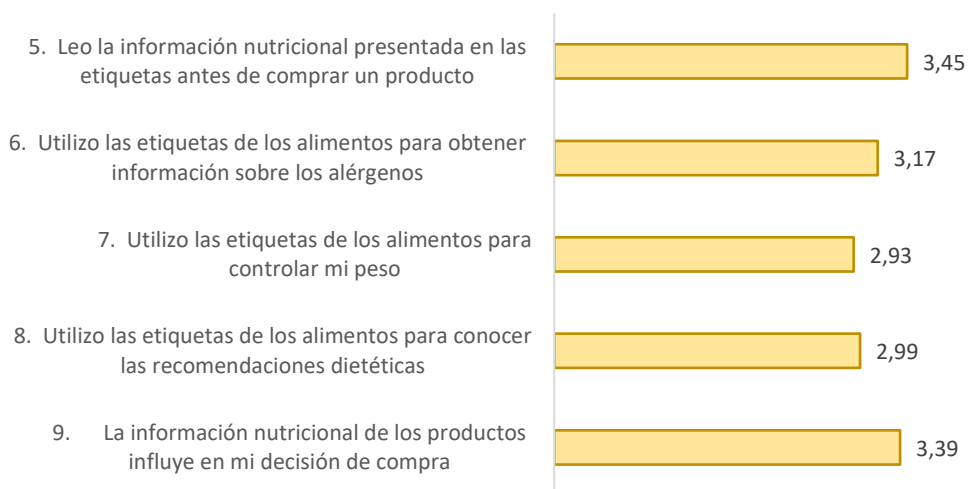 5. Leo la información nutricional presentada en las
etiquetas antes de comprar un producto
3,45
6. Utilizo las etiquetas de los alimentos para obtener
información sobre los alérgenos
3,17
7. Utilizo las etiquetas de los alimentos para
controlar mi peso
2,93
8. Utilizo las etiquetas de los alimentos para conocer
las recomendaciones dietéticas
2,99
9. La información nutricional de los productos
influye en mi decisión de compra
3,39